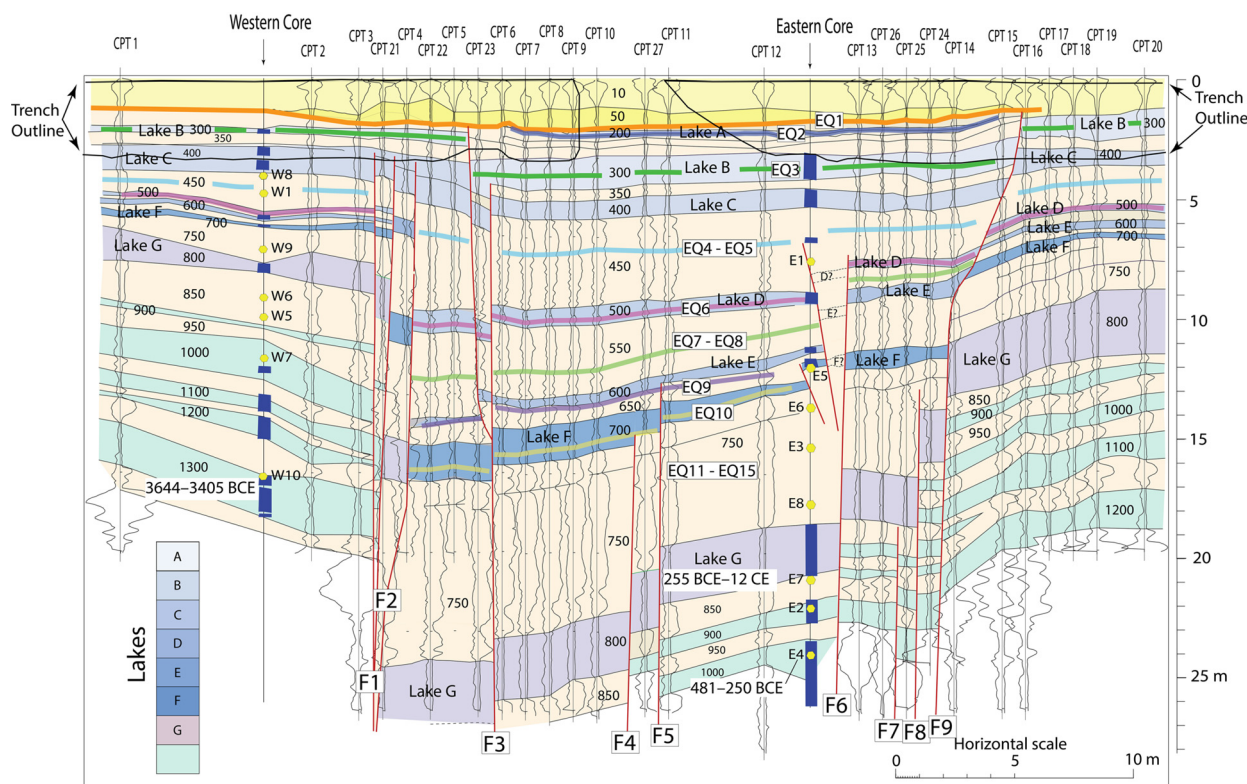 Western Core
Eastern Core
CPT 1
CPT 2
CPT 3
CPT 21
CPT 4
CPT 22
CPT 5
CPT 23
CPT 6
CPT 7
CPT 8
CPT 9
CPT 10
CPT 27
CPT 11
CPT 12
CPT 13
CPT 26
CPT 25
CPT 24
CPT 14
CPT 15
CPT 16
CPT 17
CPT 18
CPT 19
CPT 20
Trench
Outline
Trench
Outline
0
5
10
15
20
25 m
10
50
EQ1
200
Lake A
EQ2
Lake B
300
350
Lake B
300
Lake C
400
Lake B
300
EQ3
350
Lake C
400
Lake C
400
450
W8
W1
500
600
Lake F
700
EQ4 - EQ5
450
Lake D
500
Lake E
600
Lake F
700
750
Lake G
800
W9
E1
D?
Lake D
Lake E
E?
850
W6
900
W5
950
1000
W7
EQ6
500
Lake D
550
EQ7 - EQ8
Lake E
F?
Lake F
E5
Lake G
800
1100
1200
600
EQ9
650
EQ10
Lake F
700
750
EQ11 - EQ15
E6
E3
850
900
950
1000
1100
1200
1300
W10
3644–3405 BCE
E8
750
750
Lake G
255 BCE–12 CE
E7
E2
850
900
950
1000
E4
481–250 BCE
800
850
Lake G
F1
F2
F3
F4
F5
F6
F7
F8
F9
Lakes
A
B
C
D
E
F
G
Horizontal scale
0
5
10 m